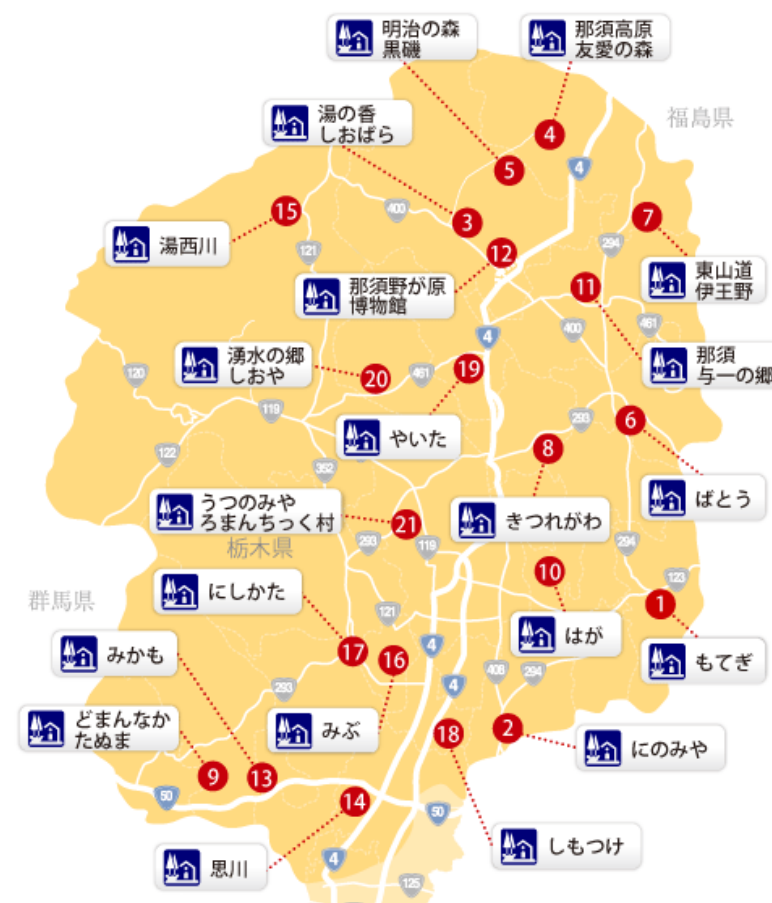 明治の森
黒磯
那須高原
友愛の森
湯の香
しおばら
福島県
4
5
4
15
400
3
7
湯西川
121
12
294
東山道
伊王野
那須野が原
博物館
11
4
400
461
那須
与一の郷
湧水の郷
しおや
120
20
461
19
119
293
6
やいた
122
352
8
ばとう
うつのみや
ろまんちっく村
21
きつれがわ
栃木県
293
119
294
群馬県
にしかた
10
123
1
121
はが
もてぎ
みかも
17
16
4
408
294
293
4
どまんなか
たぬま
みぶ
18
2
にのみや
9
13
50
14
50
思川
4
しもつけ
125